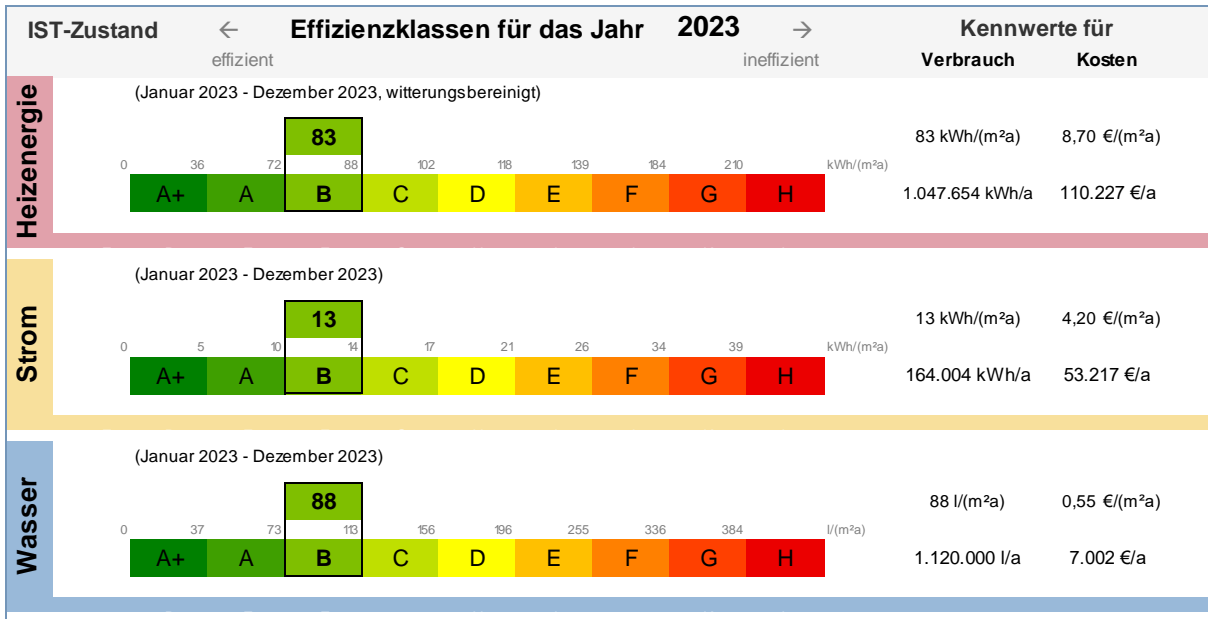 IST-Zustand ← Effizienzklassen für das Jahr 2023 → Kennwerte für
effizient ineffizient Verbrauch Kosten
Heizenergie
(Januar 2023 - Dezember 2023, witterungsbereinigt)
83 83 kWh/(m²a) 8,70 €/(m²a)
0 36 72 88 102 118 139 184 210 kWh/(m²a)
A+ A B C D E F G H 1.047.654 kWh/a 110.227 €/a
Strom
(Januar 2023 - Dezember 2023)
13 13 kWh/(m²a) 4,20 €/(m²a)
0 5 10 14 17 21 26 34 39 kWh/(m²a)
A+ A B C D E F G H 164.004 kWh/a 53.217 €/a
Wasser
(Januar 2023 - Dezember 2023)
88 88 l/(m²a) 0,55 €/(m²a)
0 37 73 113 156 196 255 336 384 l/(m²a)
A+ A B C D E F G H 1.120.000 l/a 7.002 €/a